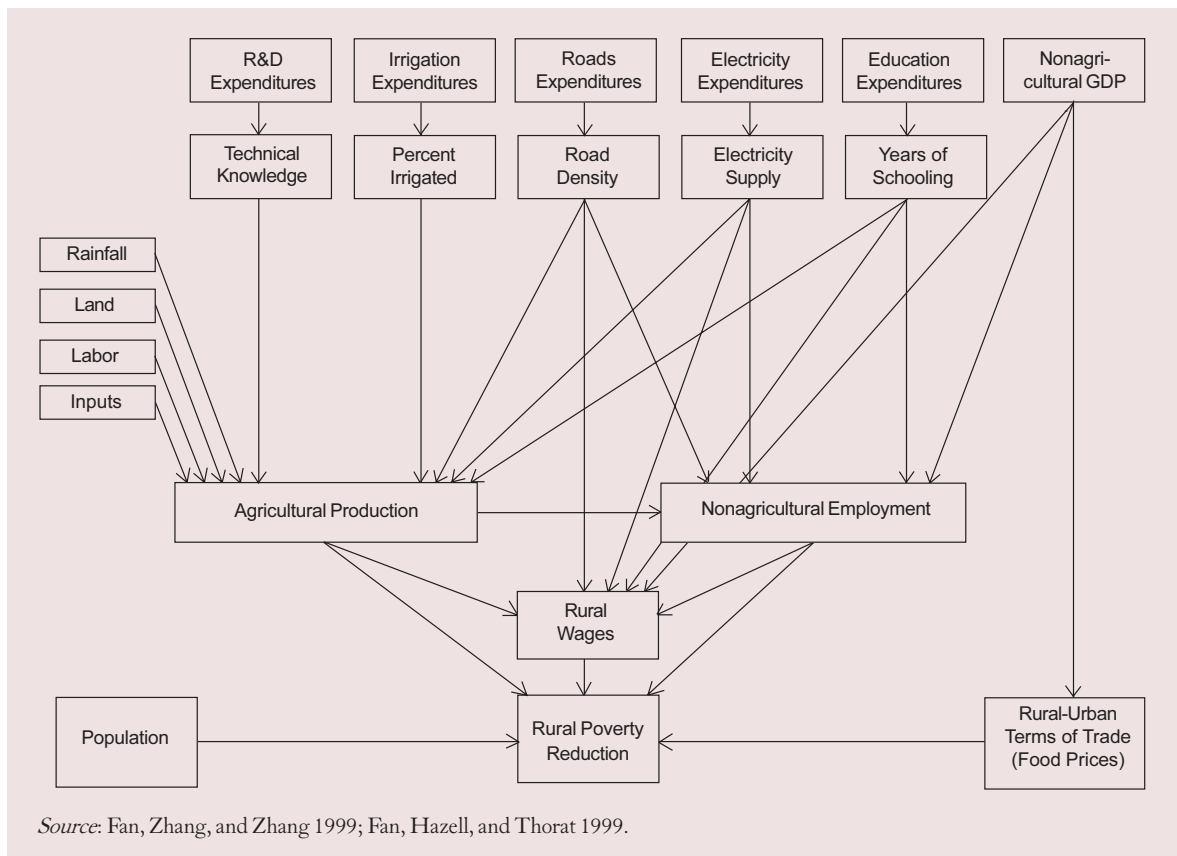 R&D
Expenditures
Irrigation
Expenditures
Roads
Expenditures
Electricity
Expenditures
Education
Expenditures
Nonagri-
cultural GDP
Technical
Knowledge
Percent
Irrigated
Road
Density
Electricity
Supply
Years of
Schooling
Rainfall
Land
Labor
Inputs
Agricultural Production
Nonagricultural Employment
Rural
Wages
Population
Rural Poverty
Reduction
Rural-Urban
Terms of Trade
(Food Prices)
Source: Fan, Zhang, and Zhang 1999; Fan, Hazell, and Thorat 1999.